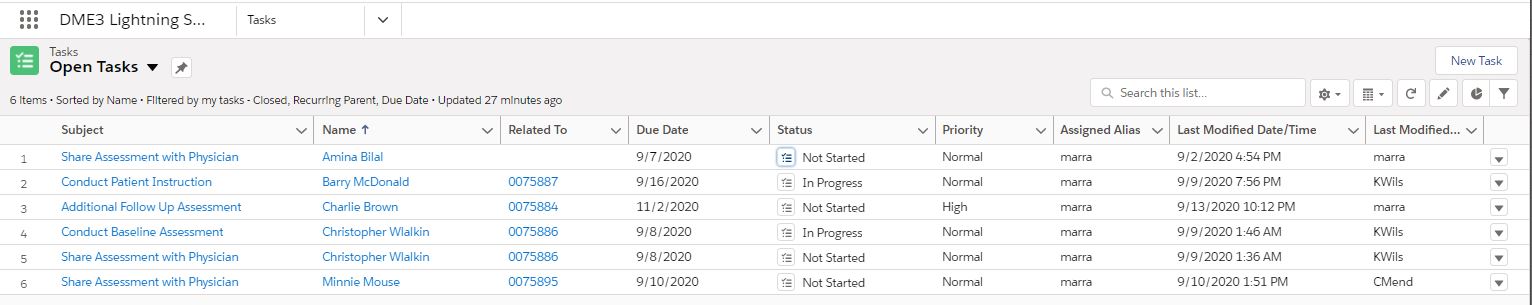 DME3 Lightning S... Tasks
Tasks
Open Tasks
New Task
6 items • Sorted by Name • Filtered by my tasks - Closed, Recurring Parent, Due Date • Updated 27 minutes ago
Search this list...
Subject Name Related To Due Date Status Priority Assigned Alias Last Modified Date/Time Last Modified...
1 Share Assessment with Physician Amina Bilal 9/7/2020 Not Started Normal marra 9/2/2020 4:54 PM marra
2 Conduct Patient Instruction Barry McDonald 0075887 9/16/2020 In Progress Normal marra 9/9/2020 7:56 PM KWils
3 Additional Follow Up Assessment Charlie Brown 0075884 11/2/2020 Not Started High marra 9/13/2020 10:12 PM marra
4 Conduct Baseline Assessment Christopher Wlalkin 0075886 9/8/2020 In Progress Normal marra 9/9/2020 1:46 AM KWils
5 Share Assessment with Physician Christopher Wlalkin 0075886 9/8/2020 Not Started Normal marra 9/9/2020 1:36 AM KWils
6 Share Assessment with Physician Minnie Mouse 0075895 9/10/2020 Not Started Normal marra 9/10/2020 1:51 PM CMend